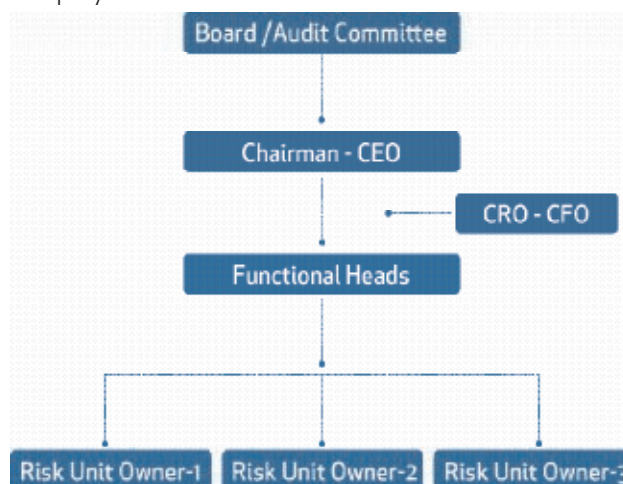 Board /Audit Committee
Chairman - CEO
CRO - CFO
Functional Heads
Risk Unit Owner-1
Risk Unit Owner-2
Risk Unit Owner-3